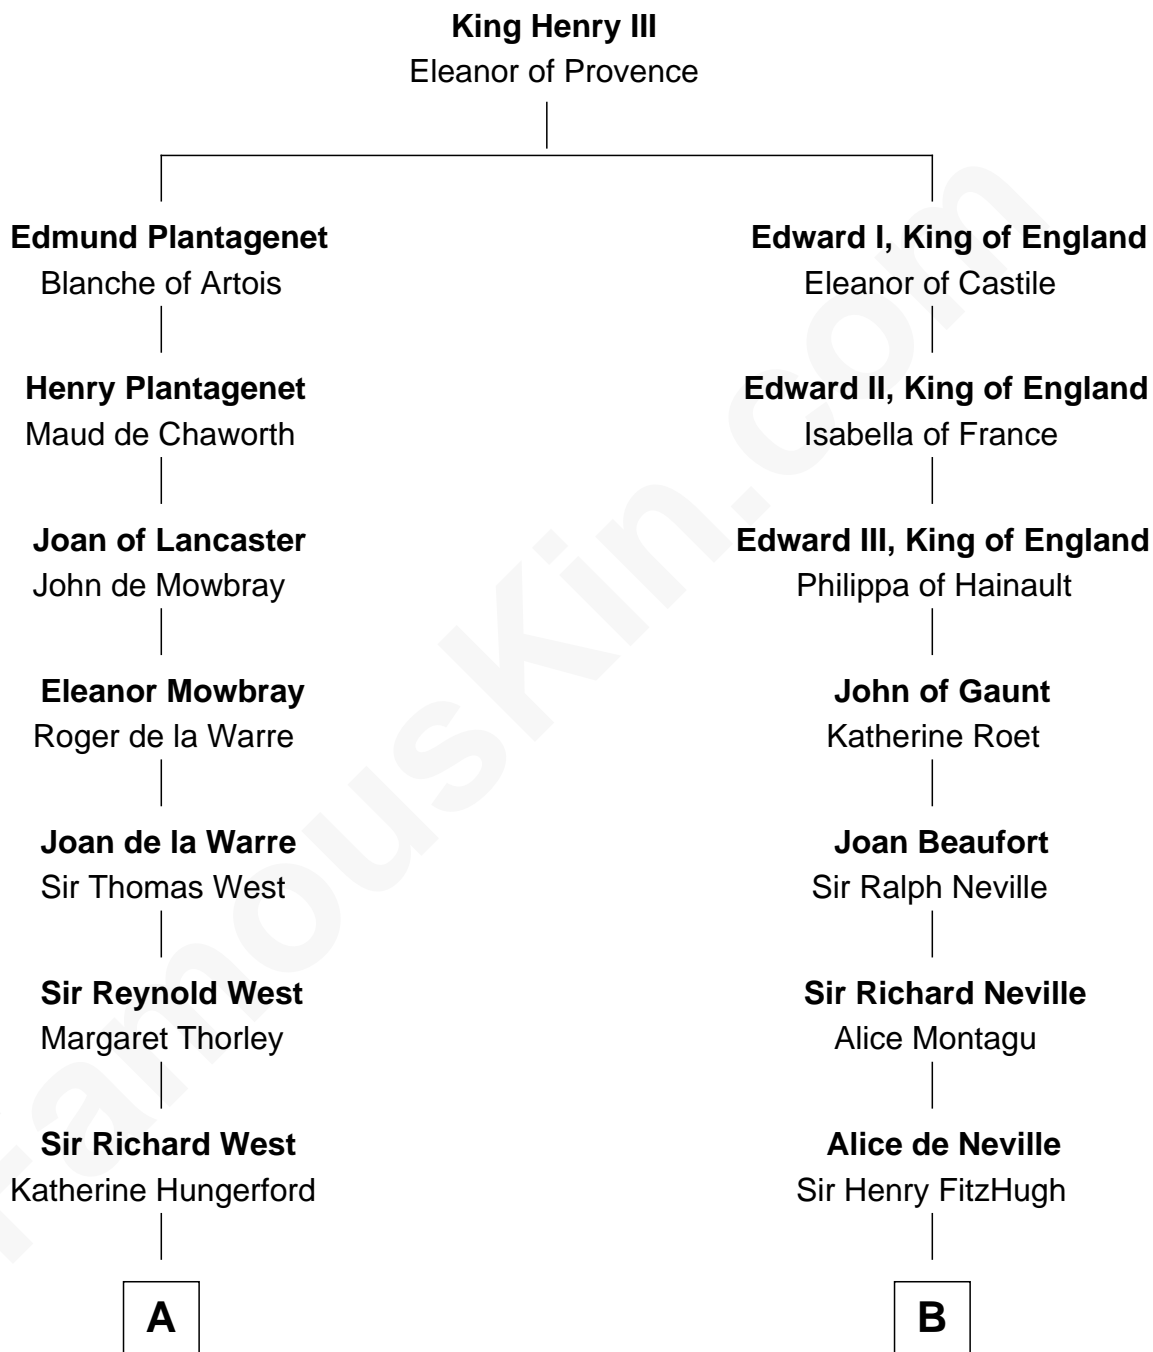 King Henry III
Eleanor of Provence
Edmund Plantagenet
Blanche of Artois
Henry Plantagenet
Maud de Chaworth
Joan of Lancaster
John de Mowbray
Eleanor Mowbray
Roger de la Warre
Joan de la Warre
Sir Thomas West
Sir Reynold West
Margaret Thorley
Sir Richard West
Katherine Hungerford
A
Edward I, King of England
Eleanor of Castile
Edward II, King of England
Isabella of France
Edward III, King of England
Philippa of Hainault
John of Gaunt
Katherine Roet
Joan Beaufort
Sir Ralph Neville
Sir Richard Neville
Alice Montagu
Alice de Neville
Sir Henry FitzHugh
B
FamousKin.com